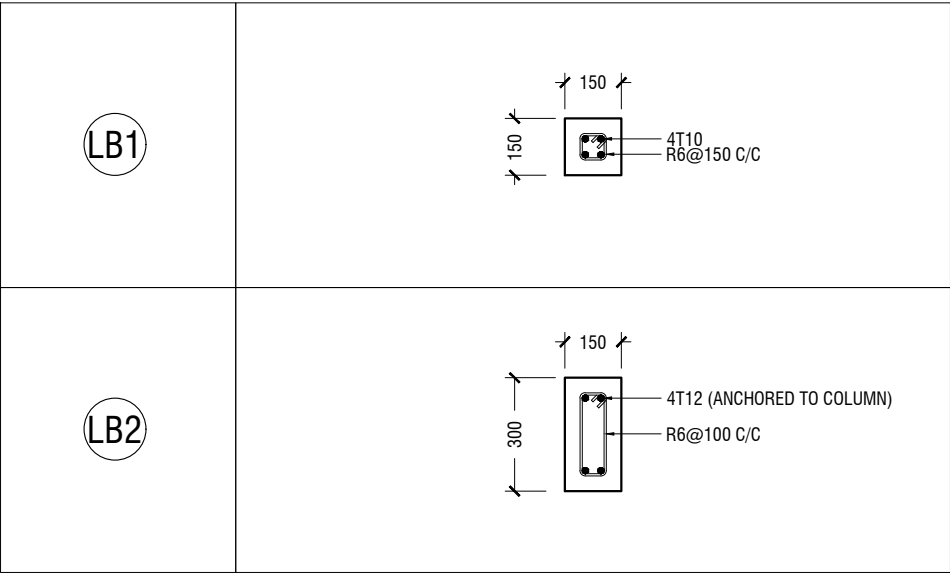 LB1
150
150
4T10
R6@150 C/C
LB2
150
300
4T12 (ANCHORED TO COLUMN)
R6@100 C/C